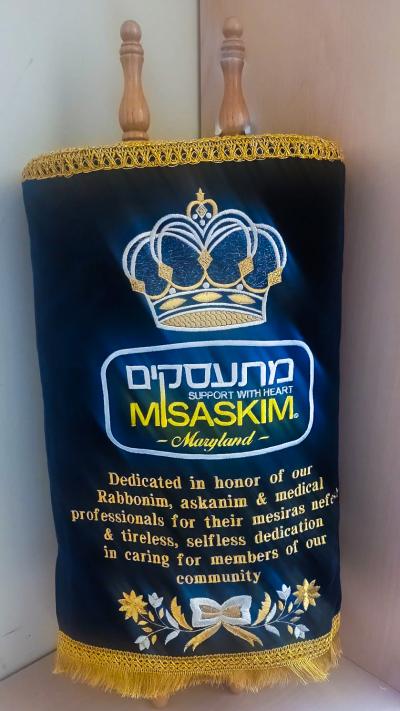 מתעסקים
SUPPORT WITH HEART
MISASKIM
- Maryland -
Dedicated in honor of our
Rabbonim, askanim & medical
professionals for their mesiras
& tireless, selfless dedication
in caring for members of our
community